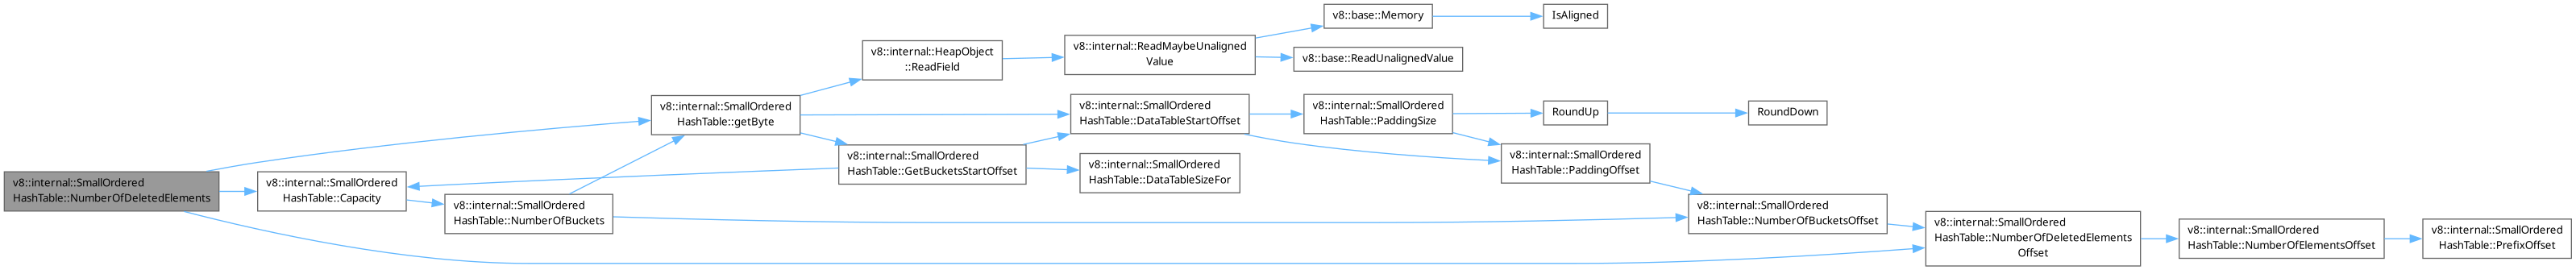 v8::internal::SmallOrdered
HashTable::NumberOfDeletedElements
v8::internal::SmallOrdered
HashTable::Capacity
v8::internal::SmallOrdered
HashTable::NumberOfBuckets
v8::internal::SmallOrdered
HashTable::getByte
v8::internal::HeapObject
::ReadField
v8::internal::SmallOrdered
HashTable::GetBucketsStartOffset
v8::internal::ReadMaybeUnaligned
Value
v8::internal::SmallOrdered
HashTable::DataTableStartOffset
v8::internal::SmallOrdered
HashTable::DataTableSizeFor
v8::base::Memory
v8::base::ReadUnalignedValue
v8::internal::SmallOrdered
HashTable::PaddingSize
IsAligned
RoundUp
v8::internal::SmallOrdered
HashTable::PaddingOffset
RoundDown
v8::internal::SmallOrdered
HashTable::NumberOfBucketsOffset
v8::internal::SmallOrdered
HashTable::NumberOfDeletedElements
Offset
v8::internal::SmallOrdered
HashTable::NumberOfElementsOffset
v8::internal::SmallOrdered
HashTable::PrefixOffset